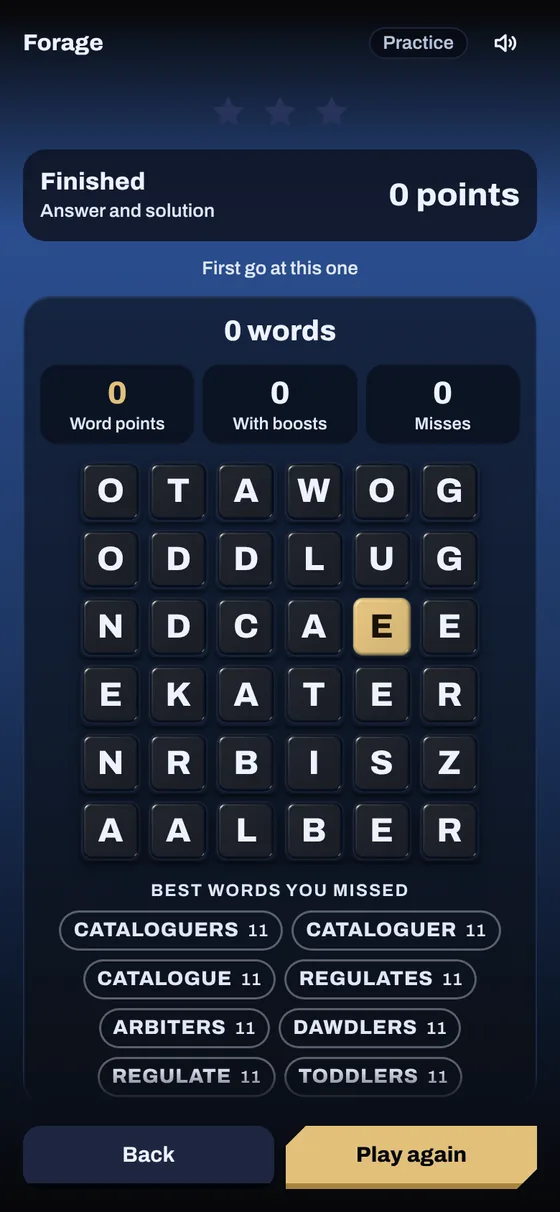 Forage
Practice
Finished
Answer and solution
0 points
First go at this one
0 words
0 0 0
Word points With boosts Misses
O T A W O G
O D D L U G
N D C A E E
E K A T E R
N R B I S Z
A A L B E R
BEST WORDS YOU MISSED
CATALOGUERS 11 CATALOGUER 11
CATALOGUE 11 REGULATES 11
ARBITERS 11 DAWDLERS 11
REGULATE 11 TODDLERS 11
Back Play again